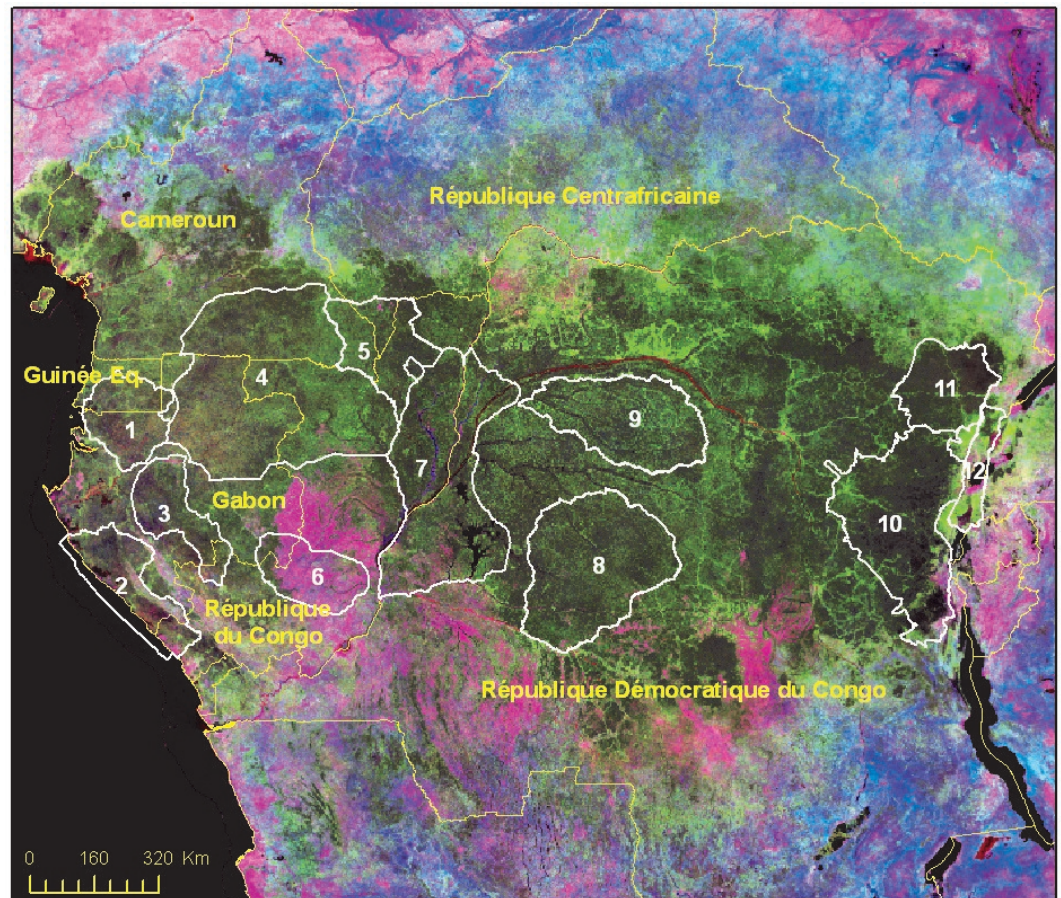 République Centrafricaine
Cameroun
5
Guinée Eq.
4
11
9
1
7
12
Gabon
3
10
8
2
6
République
du Congo
République Démocratique du Congo
0 160 320 Km